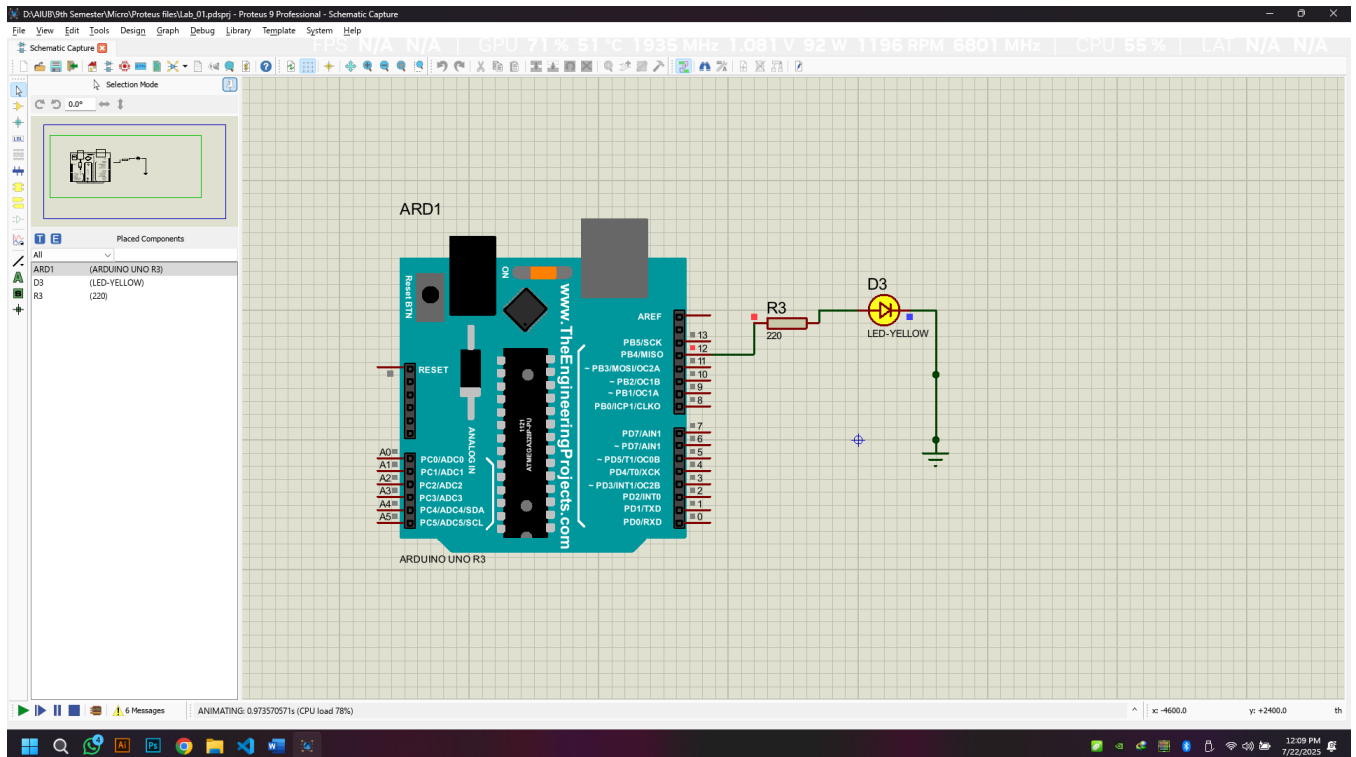 D:\AIUB\9th Semester\Micro\Proteus files\Lab_01.pdsprj - Proteus 9 Professional - Schematic Capture
File View Edit Tools Design Graph Debug Library Template System Help
FPS N/A N/A GPU 71 % 51 °C 1935 MHz 1.081 V 92 W 1196 RPM 6801 MHz | CPU 55 % | LAT N/A N/A
Schematic Capture
Selection Mode
0.0°
LBL
T E Placed Components
All
ARD1 (ARDUINO UNO R3)
D3 (LED-YELLOW)
R3 (220)
ARD1
Reset BTN
ON
www.TheEngineeringProjects.com
RESET
ANALOG IN
ATMEGA328P-PU
1211
A0 PC0/ADC0
A1 PC1/ADC1
A2 PC2/ADC2
A3 PC3/ADC3
A4 PC4/ADC4/SDA
A5 PC5/ADC5/SCL
AREF
PB5/SCK 13
PB4/MISO 12
~ PB3/MOSI/OC2A 11
~ PB2/OC1B 10
~ PB1/OC1A 9
PB0/ICP1/CLKO 8
PD7/AIN1 7
~ PD7/AIN1 6
~ PD5/T1/OC0B 5
PD4/T0/XCK 4
~ PD3/INT1/OC2B 3
PD2/INT0 2
PD1/TXD 1
PD0/RXD 0
ARDUINO UNO R3
R3
220
D3
LED-YELLOW
6 Messages
ANIMATING: 0.973570571s (CPU load 78%)
x: -4600.0 y: +2400.0 th
4
Ai
Ps
12:09 PM
7/22/2025